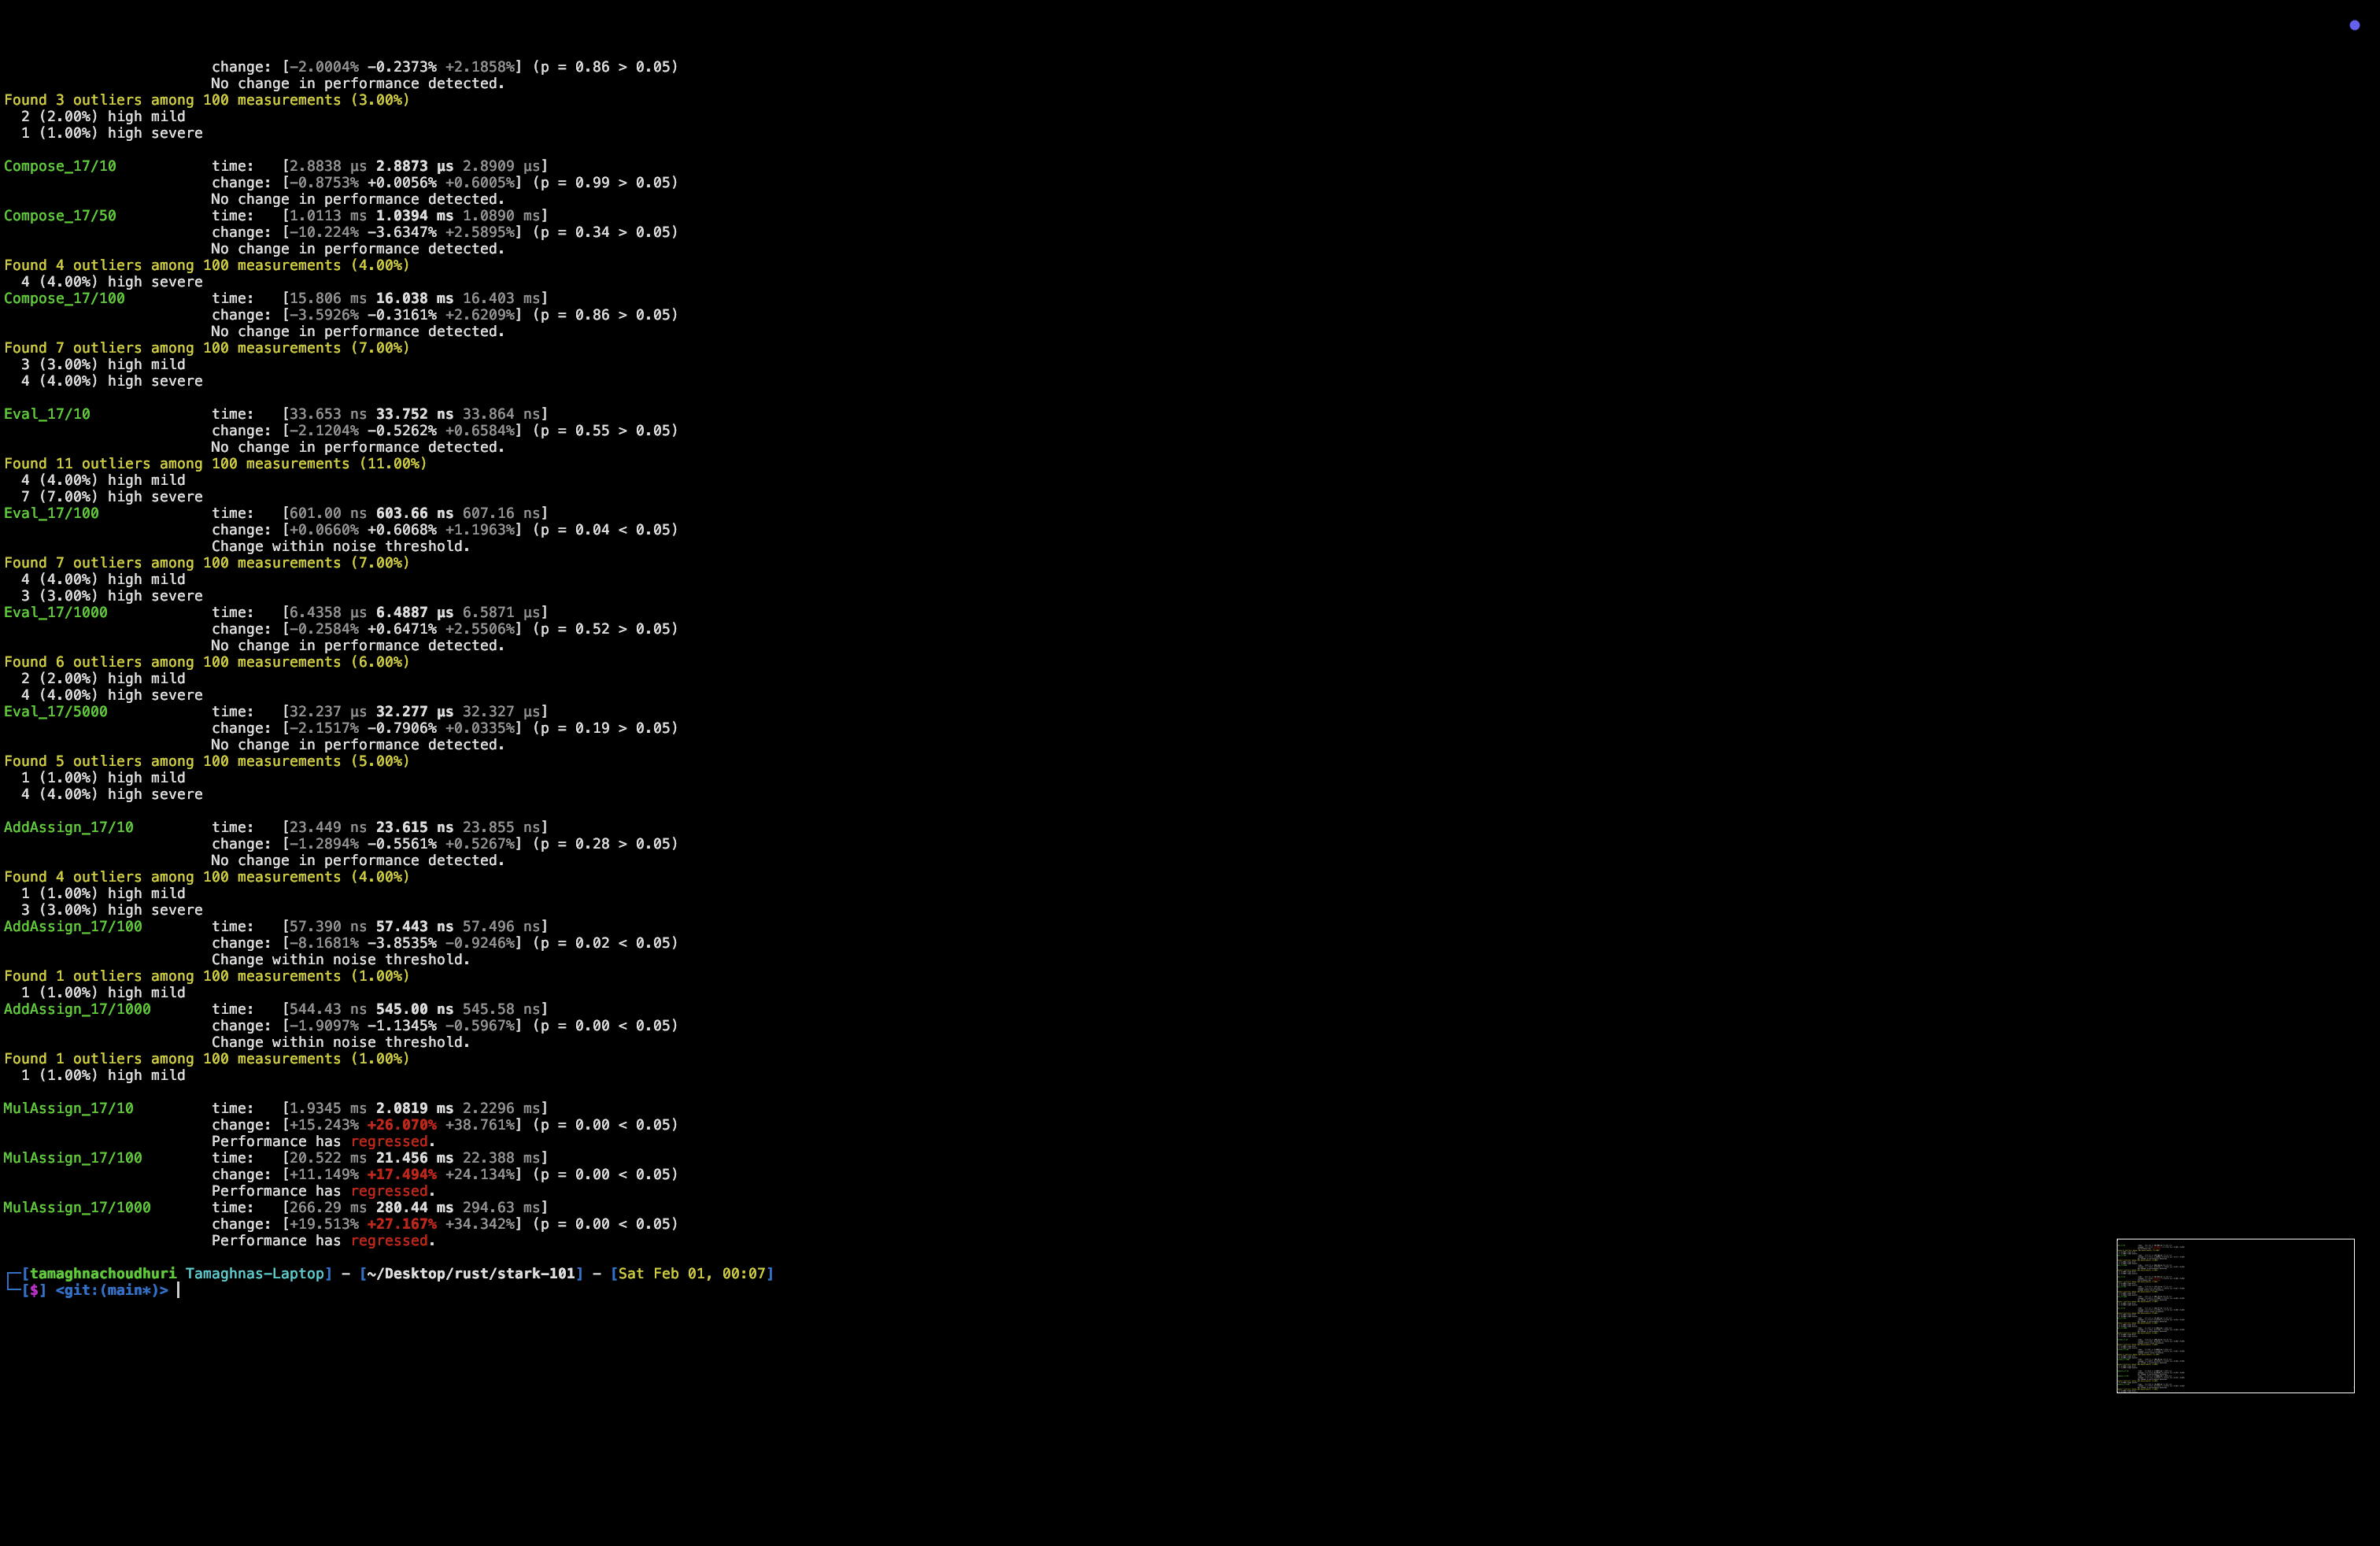 change: [-2.0004% -0.2373% +2.1858%] (p = 0.86 > 0.05)
No change in performance detected.
Found 3 outliers among 100 measurements (3.00%)
2 (2.00%) high mild
1 (1.00%) high severe
Compose_17/10 time: [2.8838 µs 2.8873 µs 2.8909 µs]
change: [-0.8753% +0.0056% +0.6005%] (p = 0.99 > 0.05)
No change in performance detected.
Compose_17/50 time: [1.0113 ms 1.0394 ms 1.0890 ms]
change: [-10.224% -3.6347% +2.5895%] (p = 0.34 > 0.05)
No change in performance detected.
Found 4 outliers among 100 measurements (4.00%)
4 (4.00%) high severe
Compose_17/100 time: [15.806 ms 16.038 ms 16.403 ms]
change: [-3.5926% -0.3161% +2.6209%] (p = 0.86 > 0.05)
No change in performance detected.
Found 7 outliers among 100 measurements (7.00%)
3 (3.00%) high mild
4 (4.00%) high severe
Eval_17/10 time: [33.653 ns 33.752 ns 33.864 ns]
change: [-2.1204% -0.5262% +0.6584%] (p = 0.55 > 0.05)
No change in performance detected.
Found 11 outliers among 100 measurements (11.00%)
4 (4.00%) high mild
7 (7.00%) high severe
Eval_17/100 time: [601.00 ns 603.66 ns 607.16 ns]
change: [+0.0660% +0.6068% +1.1963%] (p = 0.04 < 0.05)
Change within noise threshold.
Found 7 outliers among 100 measurements (7.00%)
4 (4.00%) high mild
3 (3.00%) high severe
Eval_17/1000 time: [6.4358 µs 6.4887 µs 6.5871 µs]
change: [-0.2584% +0.6471% +2.5506%] (p = 0.52 > 0.05)
No change in performance detected.
Found 6 outliers among 100 measurements (6.00%)
2 (2.00%) high mild
4 (4.00%) high severe
Eval_17/5000 time: [32.237 µs 32.277 µs 32.327 µs]
change: [-2.1517% -0.7906% +0.0335%] (p = 0.19 > 0.05)
No change in performance detected.
Found 5 outliers among 100 measurements (5.00%)
1 (1.00%) high mild
4 (4.00%) high severe
AddAssign_17/10 time: [23.449 ns 23.615 ns 23.855 ns]
change: [-1.2894% -0.5561% +0.5267%] (p = 0.28 > 0.05)
No change in performance detected.
Found 4 outliers among 100 measurements (4.00%)
1 (1.00%) high mild
3 (3.00%) high severe
AddAssign_17/100 time: [57.390 ns 57.443 ns 57.496 ns]
change: [-8.1681% -3.8535% -0.9246%] (p = 0.02 < 0.05)
Change within noise threshold.
Found 1 outliers among 100 measurements (1.00%)
1 (1.00%) high mild
AddAssign_17/1000 time: [544.43 ns 545.00 ns 545.58 ns]
change: [-1.9097% -1.1345% -0.5967%] (p = 0.00 < 0.05)
Change within noise threshold.
Found 1 outliers among 100 measurements (1.00%)
1 (1.00%) high mild
MulAssign_17/10 time: [1.9345 ms 2.0819 ms 2.2296 ms]
change: [+15.243% +26.070% +38.761%] (p = 0.00 < 0.05)
Performance has regressed.
MulAssign_17/100 time: [20.522 ms 21.456 ms 22.388 ms]
change: [+11.149% +17.494% +24.134%] (p = 0.00 < 0.05)
Performance has regressed.
MulAssign_17/1000 time: [266.29 ms 280.44 ms 294.63 ms]
change: [+19.513% +27.167% +34.342%] (p = 0.00 < 0.05)
Performance has regressed.
[tamaghnachoudhuri Tamaghnas-Laptop] - [~/Desktop/rust/stark-101] - [Sat Feb 01, 00:07]
[$] <git:(main*)>